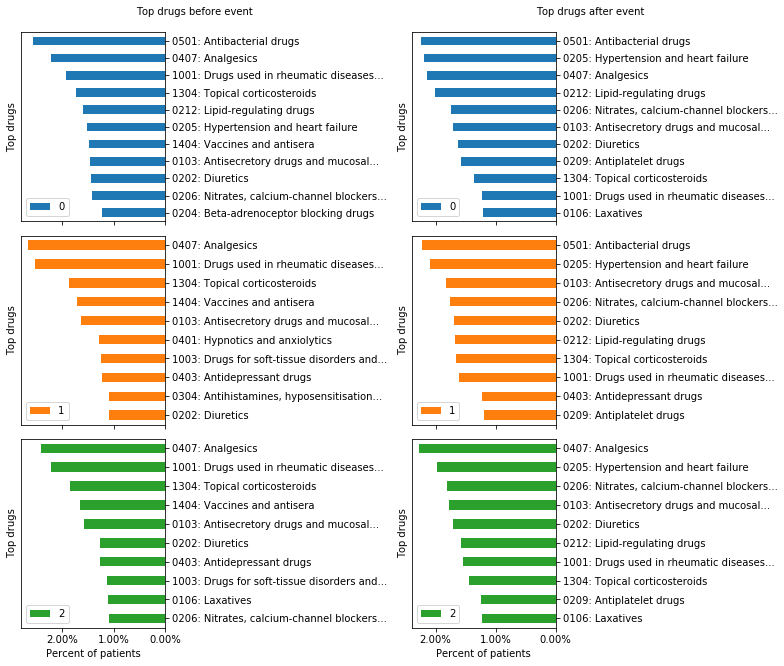 Top drugs before event
Top drugs
0501: Antibacterial drugs
0407: Analgesics
1001: Drugs used in rheumatic diseases...
1304: Topical corticosteroids
0212: Lipid-regulating drugs
0205: Hypertension and heart failure
1404: Vaccines and antisera
0103: Antisecretory drugs and mucosal...
0202: Diuretics
0206: Nitrates, calcium-channel blockers...
0204: Beta-adrenoceptor blocking drugs
0
Top drugs
0407: Analgesics
1001: Drugs used in rheumatic diseases...
1304: Topical corticosteroids
1404: Vaccines and antisera
0103: Antisecretory drugs and mucosal...
0401: Hypnotics and anxiolytics
1003: Drugs for soft-tissue disorders and...
0403: Antidepressant drugs
0304: Antihistamines, hyposensitisation...
0202: Diuretics
1
Top drugs
0407: Analgesics
1001: Drugs used in rheumatic diseases...
1304: Topical corticosteroids
1404: Vaccines and antisera
0103: Antisecretory drugs and mucosal...
0202: Diuretics
0403: Antidepressant drugs
1003: Drugs for soft-tissue disorders and...
0106: Laxatives
0206: Nitrates, calcium-channel blockers...
2
2.00% 1.00% 0.00%
Percent of patients
Top drugs after event
Top drugs
0501: Antibacterial drugs
0205: Hypertension and heart failure
0407: Analgesics
0212: Lipid-regulating drugs
0206: Nitrates, calcium-channel blockers...
0103: Antisecretory drugs and mucosal...
0202: Diuretics
0209: Antiplatelet drugs
1304: Topical corticosteroids
1001: Drugs used in rheumatic diseases...
0106: Laxatives
0
Top drugs
0501: Antibacterial drugs
0205: Hypertension and heart failure
0103: Antisecretory drugs and mucosal...
0206: Nitrates, calcium-channel blockers...
0202: Diuretics
0212: Lipid-regulating drugs
1304: Topical corticosteroids
1001: Drugs used in rheumatic diseases...
0403: Antidepressant drugs
0209: Antiplatelet drugs
1
Top drugs
0407: Analgesics
0205: Hypertension and heart failure
0206: Nitrates, calcium-channel blockers...
0103: Antisecretory drugs and mucosal...
0202: Diuretics
0212: Lipid-regulating drugs
1001: Drugs used in rheumatic diseases...
1304: Topical corticosteroids
0209: Antiplatelet drugs
0106: Laxatives
2
2.00% 1.00% 0.00%
Percent of patients